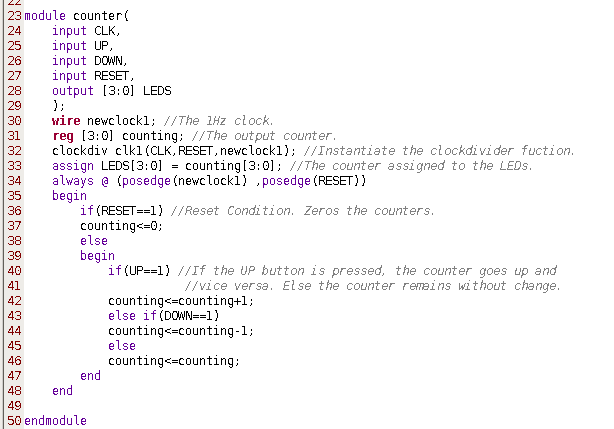 22
23 module counter(
24     input CLK,
25     input UP,
26     input DOWN,
27     input RESET,
28     output [3:0] LEDS
29     );
30     wire newclock1; //The 1Hz clock.
31     reg [3:0] counting; //The output counter.
32     clockdiv clk1(CLK,RESET,newclock1); //Instantiate the clockdivider fuction.
33     assign LEDS[3:0] = counting[3:0]; //The counter assigned to the LEDs.
34     always @ (posedge(newclock1) ,posedge(RESET))
35     begin
36         if(RESET==1) //Reset Condition. Zeros the counters.
37         counting<=0;
38         else
39         begin
40             if(UP==1) //If the UP button is pressed, the counter goes up and
41                        //vice versa. Else the counter remains without change.
42             counting<=counting+1;
43             else if(DOWN==1)
44             counting<=counting-1;
45             else
46             counting<=counting;
47         end
48     end
49
50 endmodule